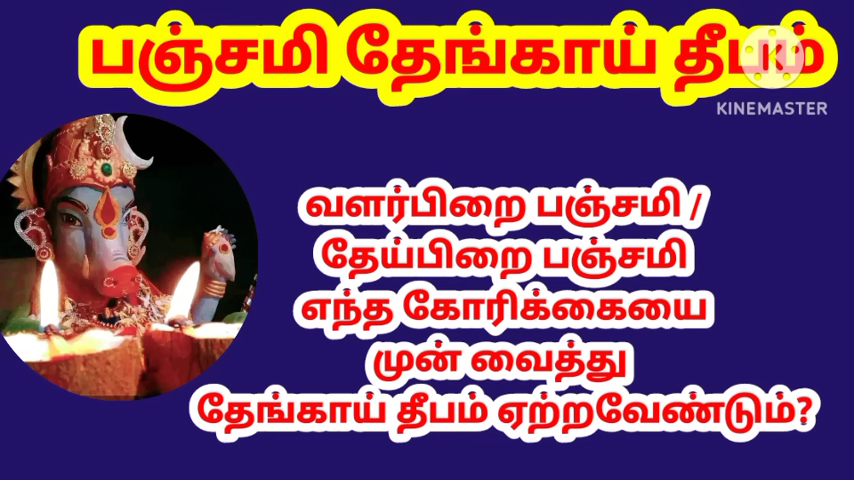 பஞ்சமி தேங்காய் தீபம்
KINEMASTER
வளர்பிறை பஞ்சமி /
தேய்பிறை பஞ்சமி
எந்த கோரிக்கையை
முன் வைத்து
தேங்காய் தீபம் ஏற்றவேண்டும்?